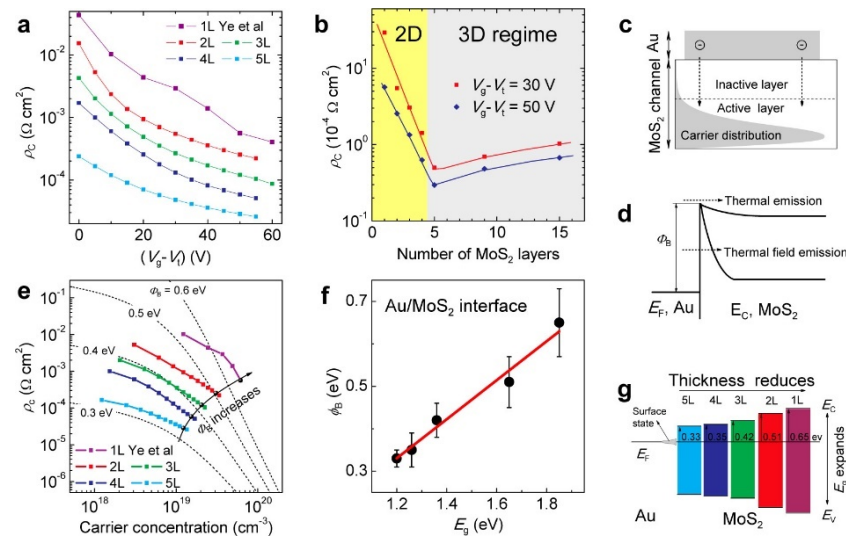 a
1L Ye et al
2L 3L
4L 5L
10⁻²
10⁻³
10⁻⁴
ρC (Ω cm²)
0 20 40 60
(Vg-Vt) (V)
b
2D 3D regime
Vg-Vt = 30 V
Vg-Vt = 50 V
10¹
10⁰
10⁻¹
ρC (10⁻⁴ Ω cm²)
0 5 10 15
Number of MoS₂ layers
c
Au
MoS₂ channel
Inactive layer
Active layer
Carrier distribution
d
Thermal emission
Thermal field emission
ΦB
EF, Au EC, MoS₂
e
ΦB = 0.6 eV
0.5 eV
0.4 eV
0.3 eV
ΦB increases
1L Ye et al
2L 3L
4L 5L
10⁰
10⁻¹
10⁻²
10⁻³
10⁻⁴
10⁻⁵
10⁻⁶
ρc (Ω cm²)
10¹⁸ 10¹⁹ 10²⁰
Carrier concentration (cm⁻³)
f
Au/MoS₂ interface
0.7
0.5
0.3
ϕB (eV)
1.2 1.4 1.6 1.8
Eg (eV)
g
Thickness reduces
5L 4L 3L 2L 1L
Surface
state
EC
0.33 0.35 0.42 0.51 0.65 ev
EF
Eg expands
EV
Au MoS₂